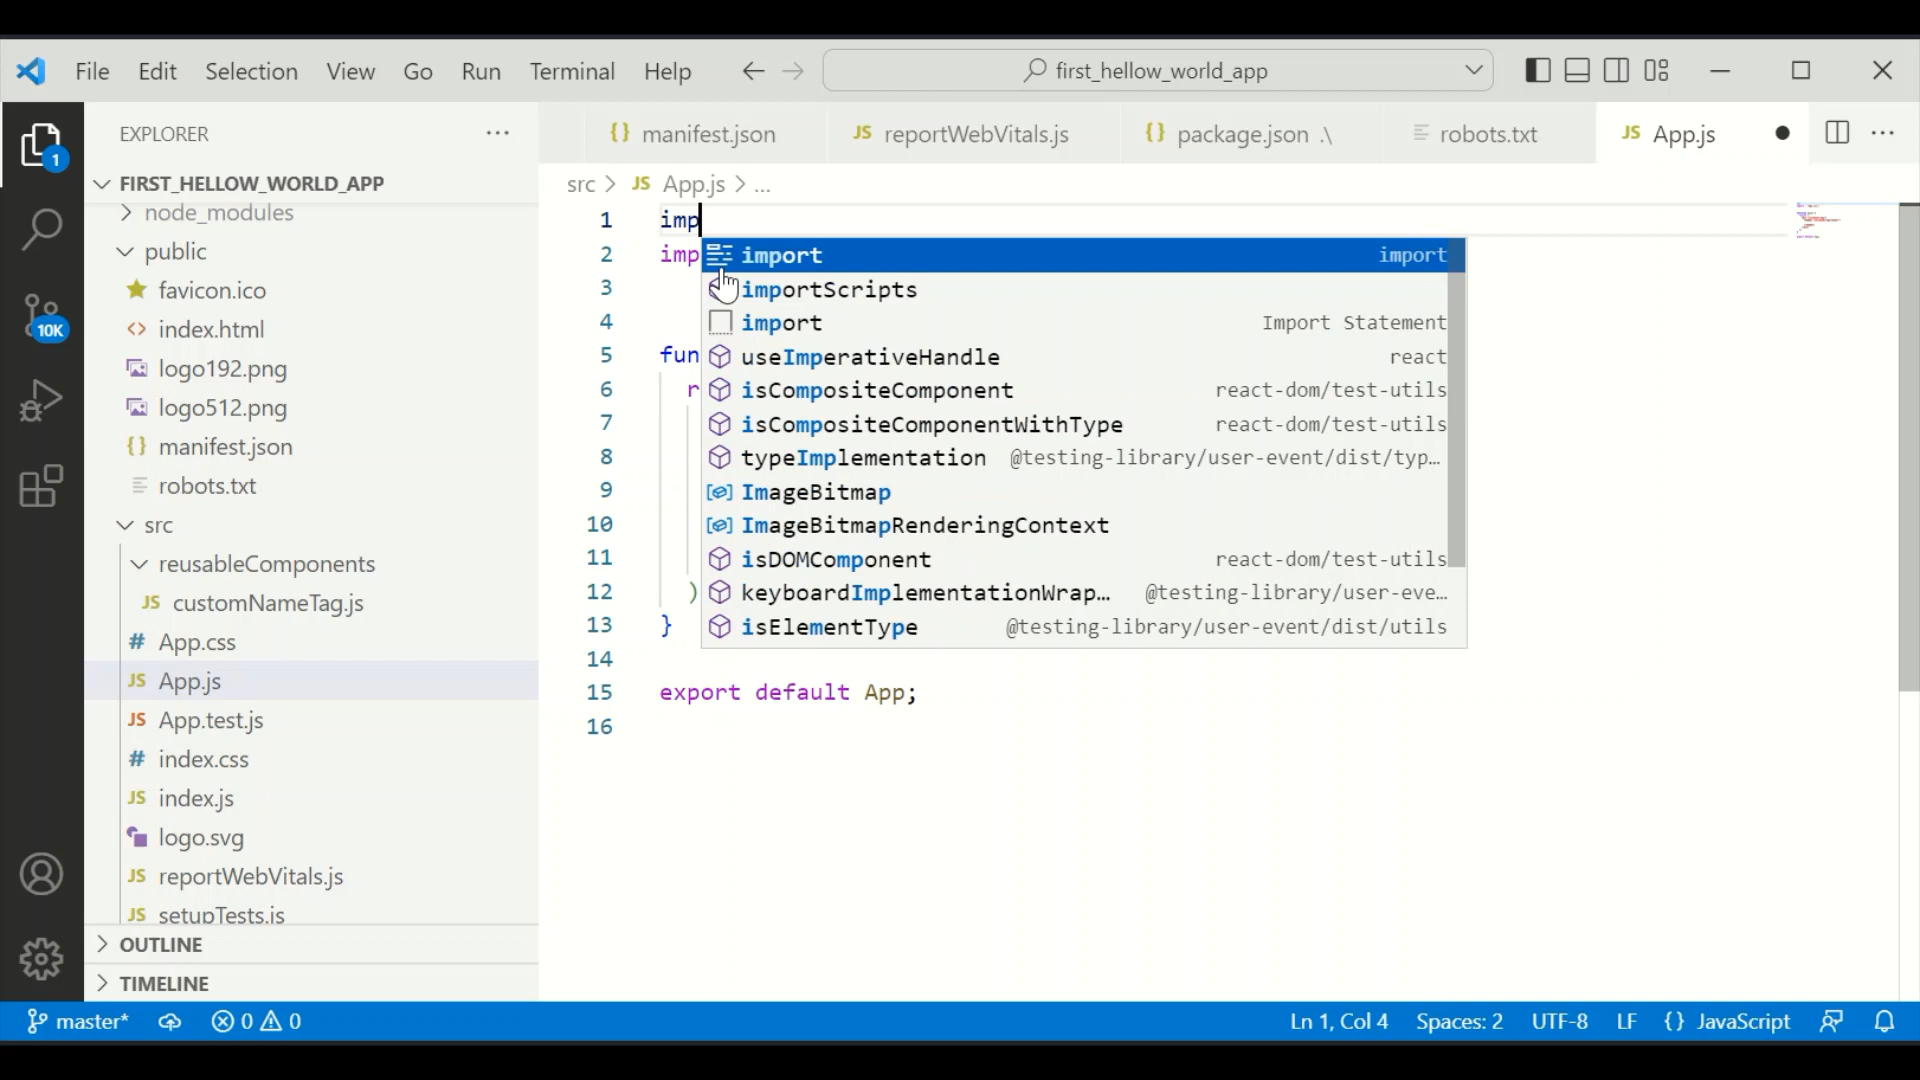 File Edit Selection View Go Run Terminal Help first_hellow_world_app
EXPLORER
manifest.json
JS reportWebVitals.js
package.json .\
robots.txt
JS App.js
FIRST_HELLOW_WORLD_APP
node_modules
public
favicon.ico
index.html
logo192.png
logo512.png
manifest.json
robots.txt
src
reusableComponents
JS customNameTag.js
# App.css
JS App.js
JS App.test.js
# index.css
JS index.js
logo.svg
JS reportWebVitals.js
JS setupTests.js
OUTLINE
TIMELINE
1
10K
src > JS App.js > ...
1 imp
2 imp
3
4
5 fun
6 r
7
8
9
10
11
12 )
13 }
14
15 export default App;
16
import import
importScripts
import Import Statement
useImperativeHandle react
isCompositeComponent react-dom/test-utils
isCompositeComponentWithType react-dom/test-utils
typeImplementation @testing-library/user-event/dist/typ…
ImageBitmap
ImageBitmapRenderingContext
isDOMComponent react-dom/test-utils
keyboardImplementationWrap… @testing-library/user-eve…
isElementType @testing-library/user-event/dist/utils
master* 0 0 Ln 1, Col 4 Spaces: 2 UTF-8 LF {} JavaScript